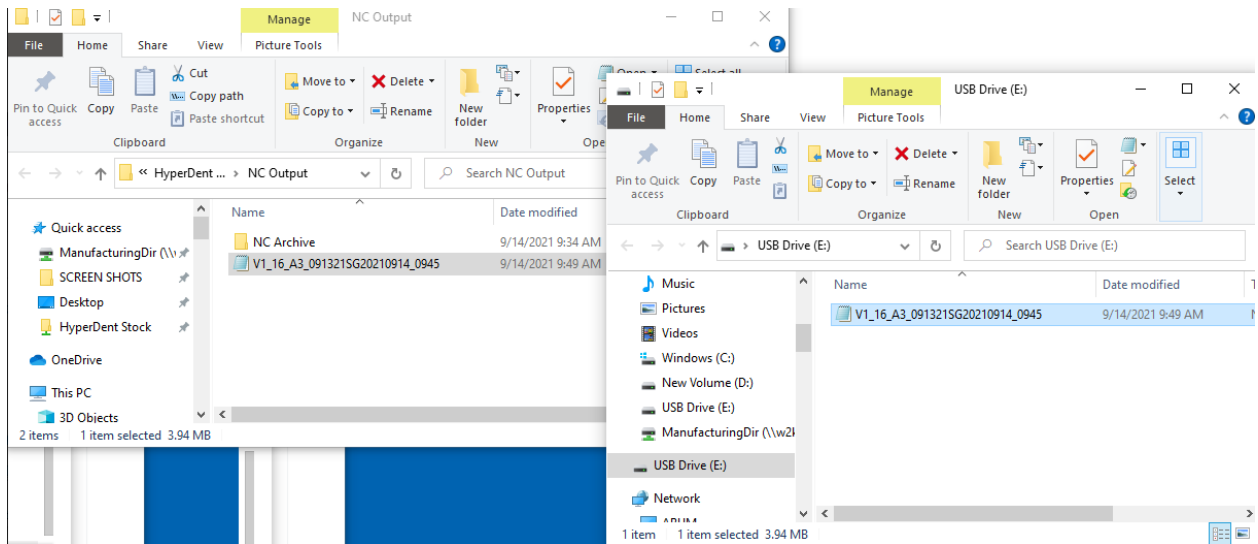 Manage NC Output
File Home Share View Picture Tools
Pin to Quick access
Copy
Paste
Cut
Copy path
Paste shortcut
Clipboard
Move to
Copy to
Delete
Rename
Organize
New folder
New
Properties
Open
Select all
« HyperDent ... › NC Output
Search NC Output
Quick access
ManufacturingDir (\\
SCREEN SHOTS
Desktop
HyperDent Stock
OneDrive
This PC
3D Objects
Name Date modified
NC Archive 9/14/2021 9:34 AM
V1_16_A3_091321SG20210914_0945 9/14/2021 9:49 AM
2 items 1 item selected 3.94 MB
Manage USB Drive (E:)
File Home Share View Picture Tools
Pin to Quick access
Copy
Paste
Clipboard
Move to
Copy to
Delete
Rename
Organize
New folder
New
Properties
Open
Select
› USB Drive (E:)
Search USB Drive (E:)
Music
Pictures
Videos
Windows (C:)
New Volume (D:)
USB Drive (E:)
ManufacturingDir (\\w2k
USB Drive (E:)
Network
Name Date modified
V1_16_A3_091321SG20210914_0945 9/14/2021 9:49 AM
1 item 1 item selected 3.94 MB